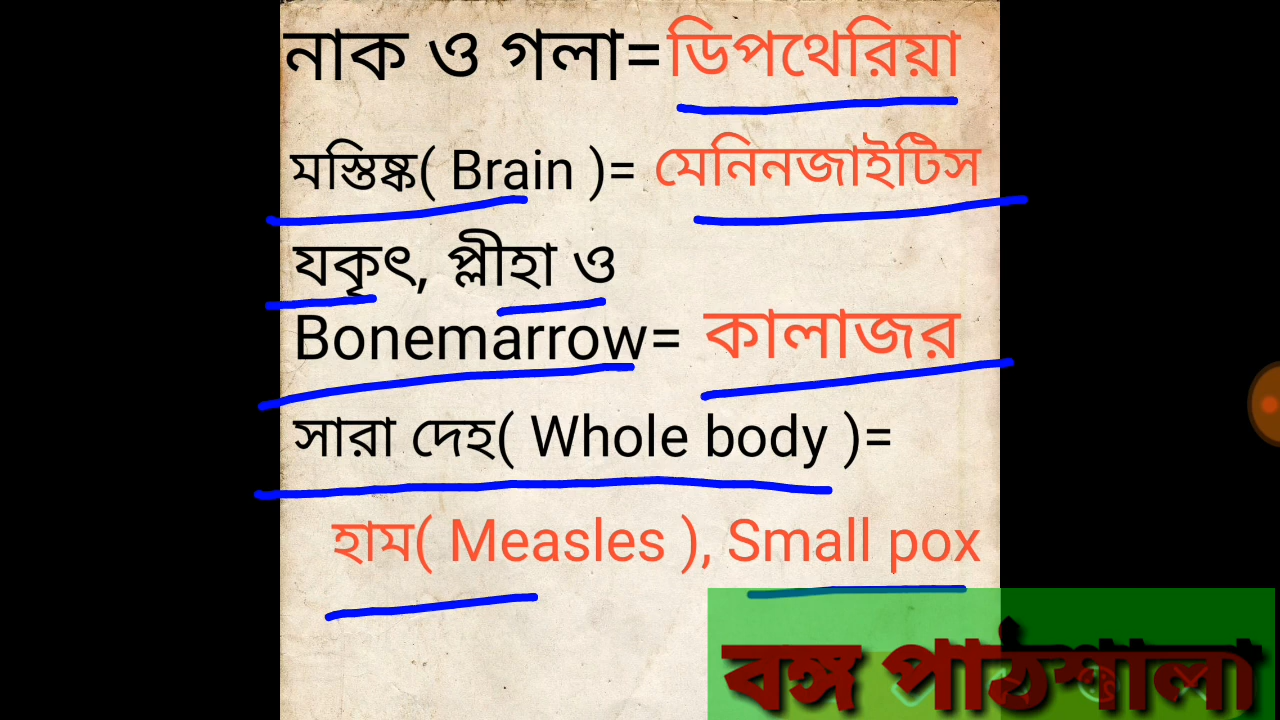 নাক ও গলা=ডিপথেরিয়া
মস্তিষ্ক( Brain )= মেনিনজাইটিস
যকৃৎ, প্লীহা ও
Bonemarrow= কালাজর
সারা দেহ( Whole body )=
হাম( Measles ), Small pox
বঙ্গ পাঠশালা